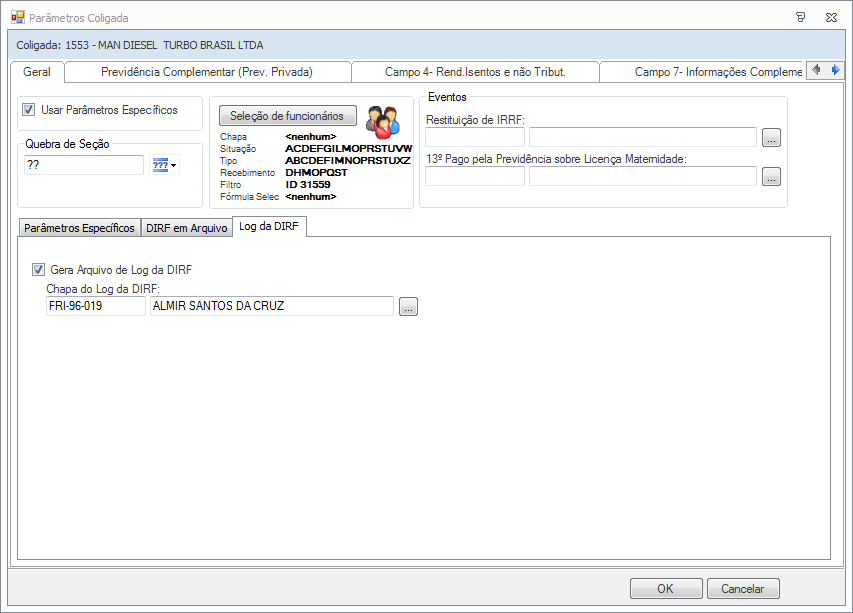 Parâmetros Coligada
Coligada: 1553 - MAN DIESEL TURBO BRASIL LTDA
Geral
Previdência Complementar (Prev. Privada)
Campo 4- Rend.Isentos e não Tribut.
Campo 7- Informações Compleme
Usar Parâmetros Específicos
Quebra de Seção
??
???
Seleção de funcionários
Chapa <nenhum>
Situação ACDEFGILMOPRSTUVW
Tipo ABCDEFIMNOPRSTUXZ
Recebimento DHMOPQST
Filtro ID 31559
Fórmula Selec <nenhum>
Eventos
Restituição de IRRF:
...
13º Pago pela Previdência sobre Licença Maternidade:
...
Parâmetros Específicos
DIRF em Arquivo
Log da DIRF
Gera Arquivo de Log da DIRF
Chapa do Log da DIRF:
FRI-96-019 ALMIR SANTOS DA CRUZ ...
OK
Cancelar